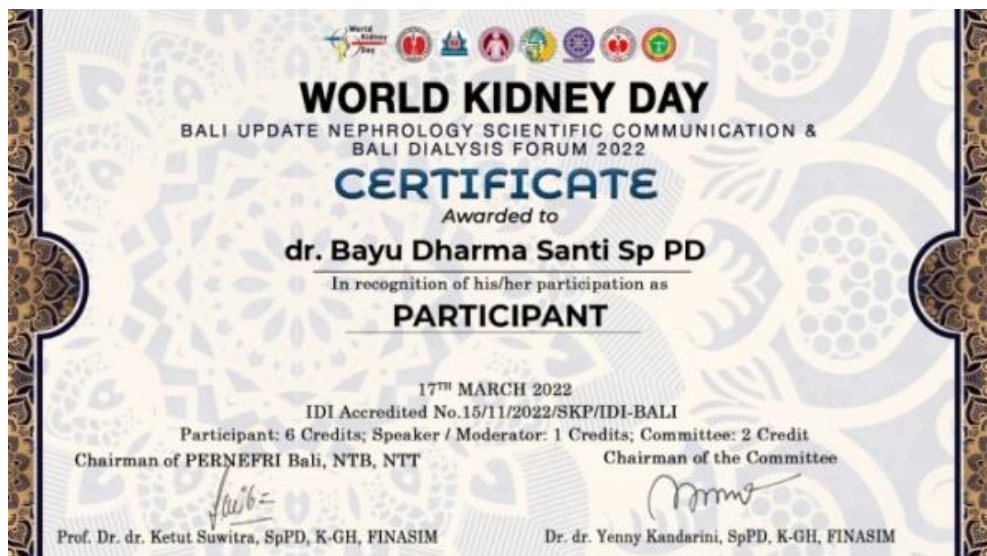 World Kidney Day
WORLD KIDNEY DAY
BALI UPDATE NEPHROLOGY SCIENTIFIC COMMUNICATION &
BALI DIALYSIS FORUM 2022
CERTIFICATE
Awarded to
dr. Bayu Dharma Santi Sp PD
In recognition of his/her participation as
PARTICIPANT
17TH MARCH 2022
IDI Accredited No.15/11/2022/SKP/IDI-BALI
Participant: 6 Credits; Speaker / Moderator: 1 Credits; Committee: 2 Credit
Chairman of PERNEFRI Bali, NTB, NTT
Chairman of the Committee
Prof. Dr. dr. Ketut Suwitra, SpPD, K-GH, FINASIM
Dr. dr. Yenny Kandarini, SpPD, K-GH, FINASIM